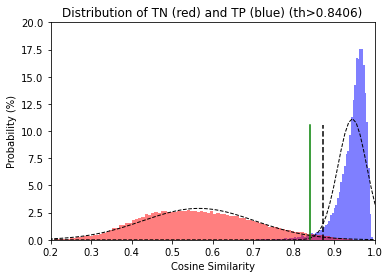 Distribution of TN (red) and TP (blue) (th>0.8406)
20.0
17.5
15.0
12.5
10.0
7.5
5.0
2.5
0.0
Probability (%)
0.2 0.3 0.4 0.5 0.6 0.7 0.8 0.9 1.0
Cosine Simialrity